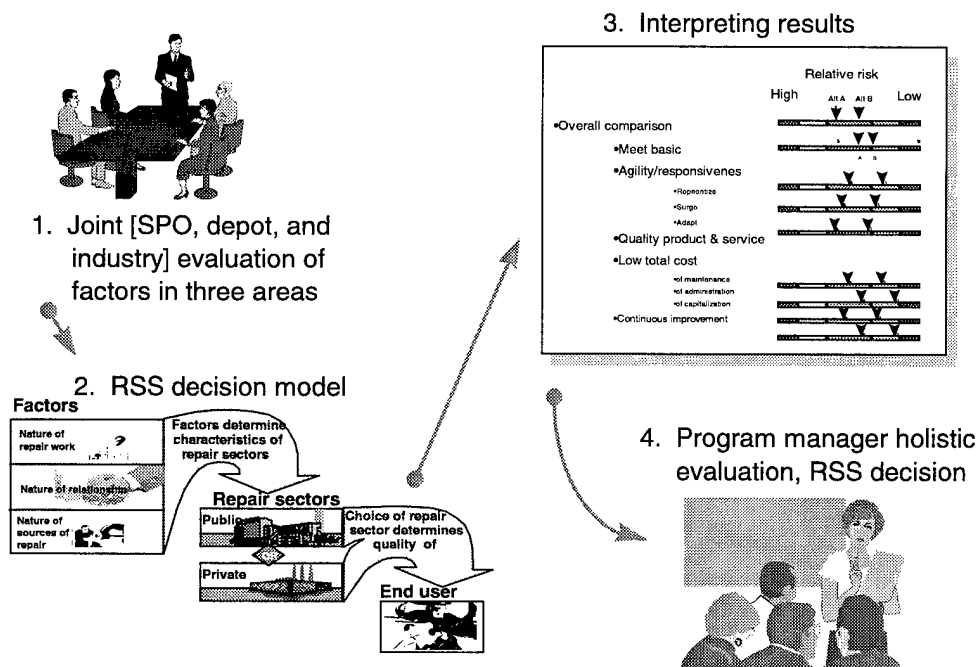 1. Joint [SPO, depot, and
industry] evaluation of
factors in three areas
2. RSS decision model
Factors
Nature of
repair work
Nature of relationship
Nature of
sources of
repair
Factors determine
characteristics of
repair sectors
Repair sectors
Public
Private
Choice of repair
sector determines
quality of
End user
3. Interpreting results
Relative risk
High Alt A Alt B Low
•Overall comparison
•Meet basic
A B
•Agility/responsivenes
•Surge
•Adapt
•Quality product & service
•Low total cost
•of maintenance
•of administration
•of capitalization
•Continuous improvement
4. Program manager holistic
evaluation, RSS decision